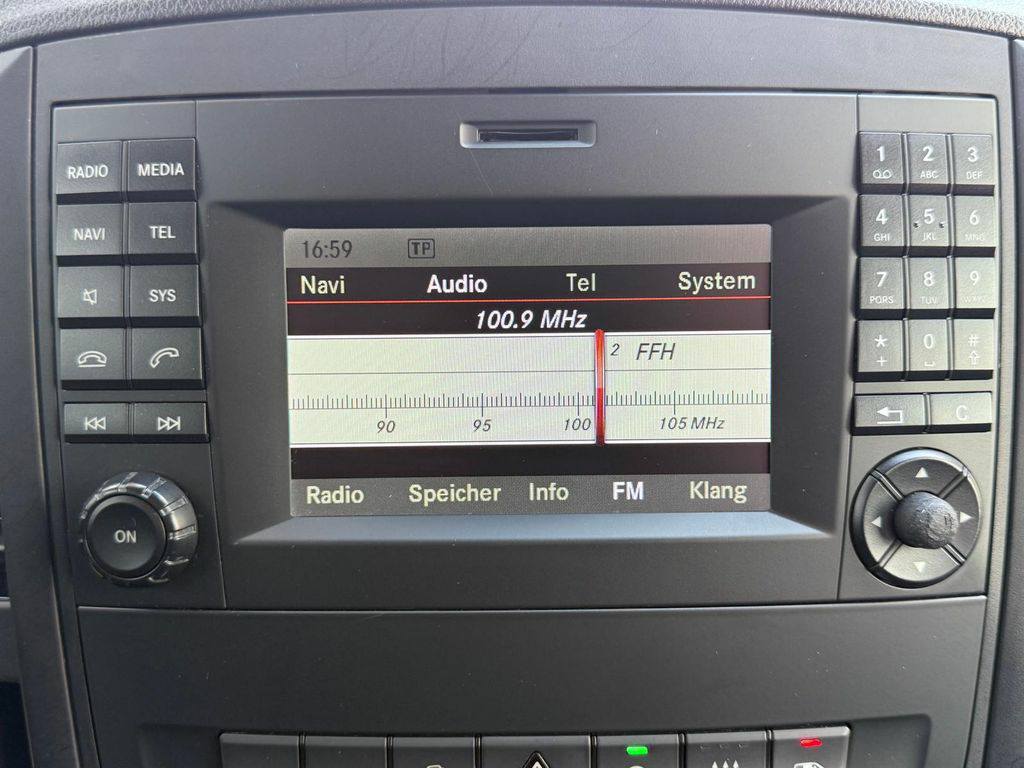 RADIO MEDIA
NAVI TEL
SYS
ON
16:59 TP
Navi Audio Tel System
100.9 MHz
2 FFH
90 95 100 105 MHz
Radio Speicher Info FM Klang
1 2 ABC 3 DEF
4 GHI 5 JKL 6 MNO
7 PQRS 8 TUV 9 WXYZ
* + 0 #
C